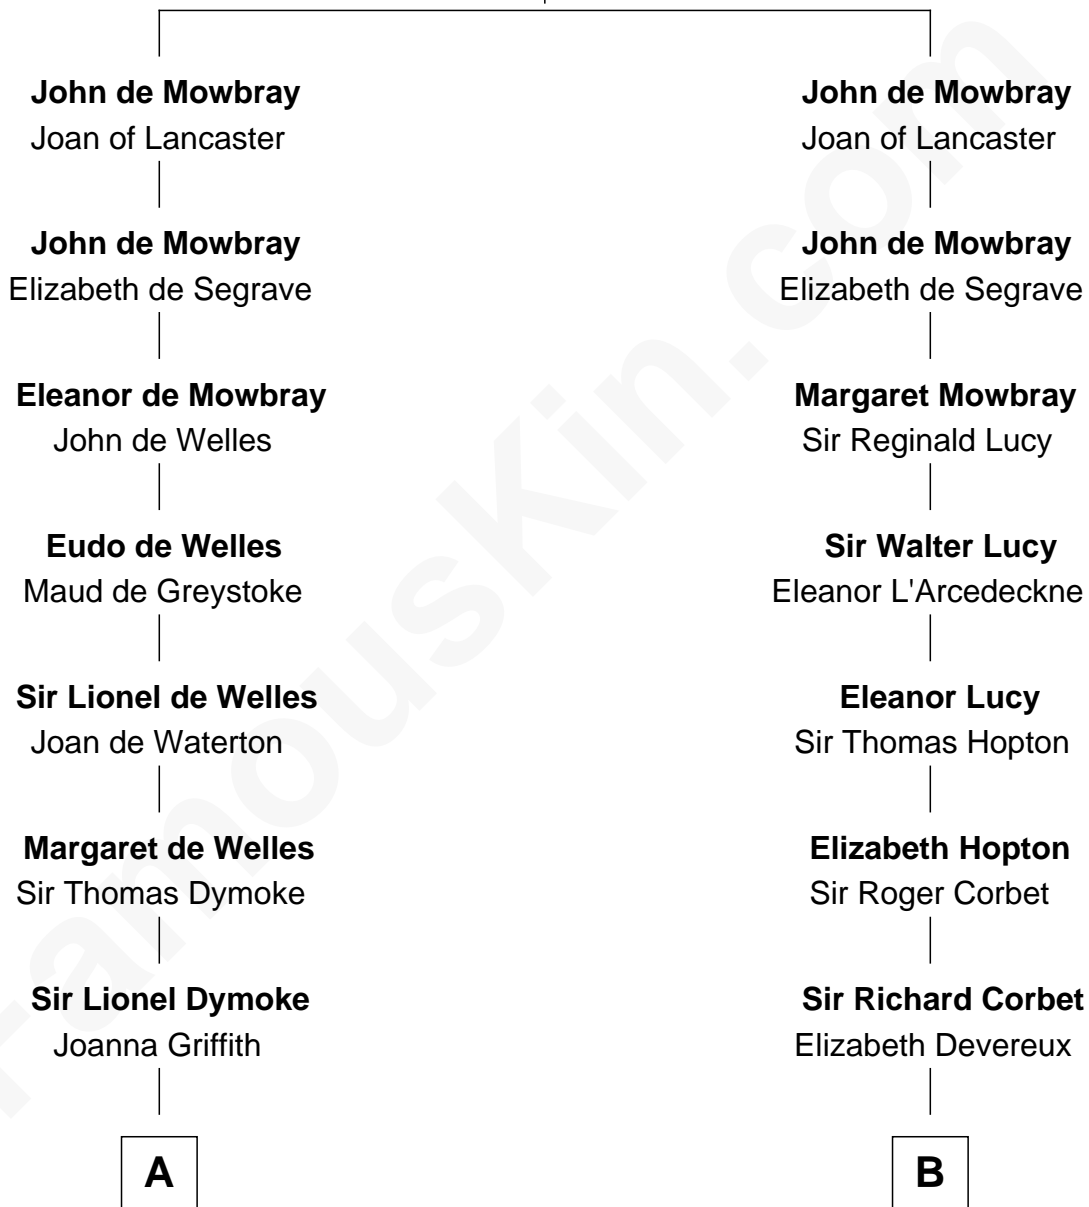 John de Mowbray
Joan of Lancaster
John de Mowbray
Elizabeth de Segrave
Eleanor de Mowbray
John de Welles
Eudo de Welles
Maud de Greystoke
Sir Lionel de Welles
Joan de Waterton
Margaret de Welles
Sir Thomas Dymoke
Sir Lionel Dymoke
Joanna Griffith
A
John de Mowbray
Joan of Lancaster
John de Mowbray
Elizabeth de Segrave
Margaret Mowbray
Sir Reginald Lucy
Sir Walter Lucy
Eleanor L'Arcedeckne
Eleanor Lucy
Sir Thomas Hopton
Elizabeth Hopton
Sir Roger Corbet
Sir Richard Corbet
Elizabeth Devereux
B
FamousKin.com